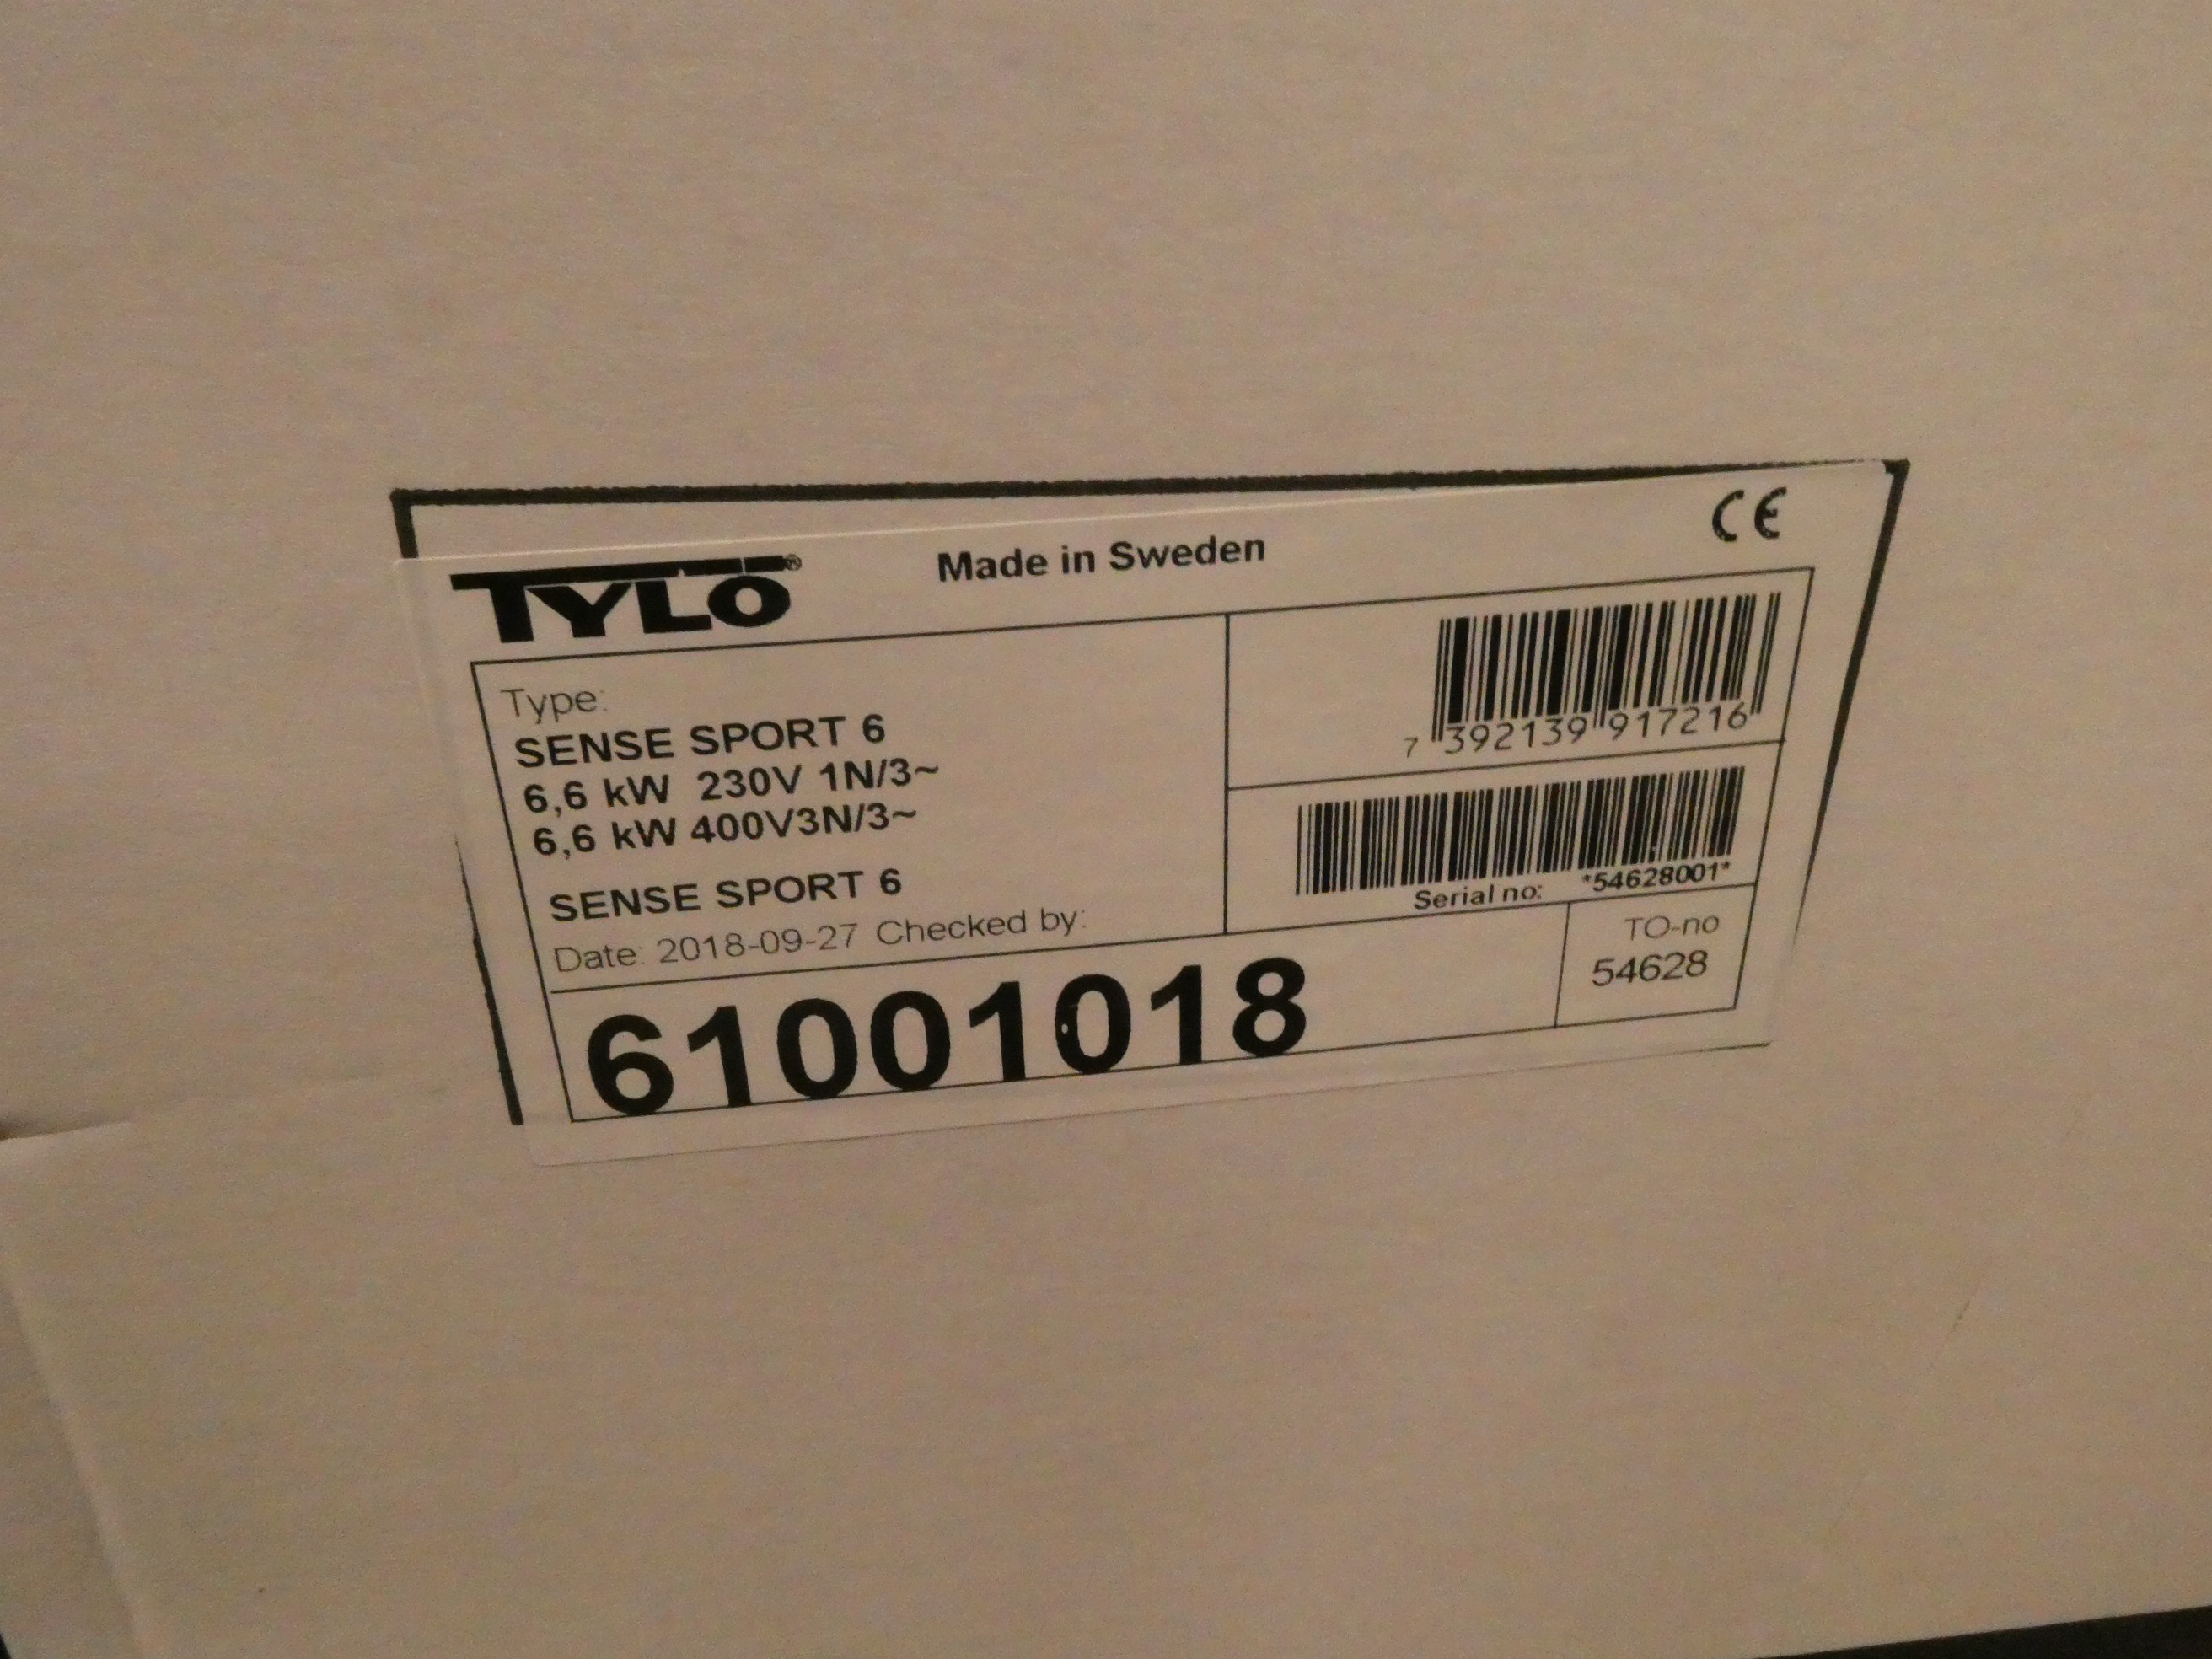 TYLÖ®
Made in Sweden
CE
Type:
SENSE SPORT 6
6,6 kW 230V 1N/3~
6,6 kW 400V3N/3~
SENSE SPORT 6
Date: 2018-09-27 Checked by:
7 392139 917216
Serial no: *54628001*
TO-no
54628
61001018